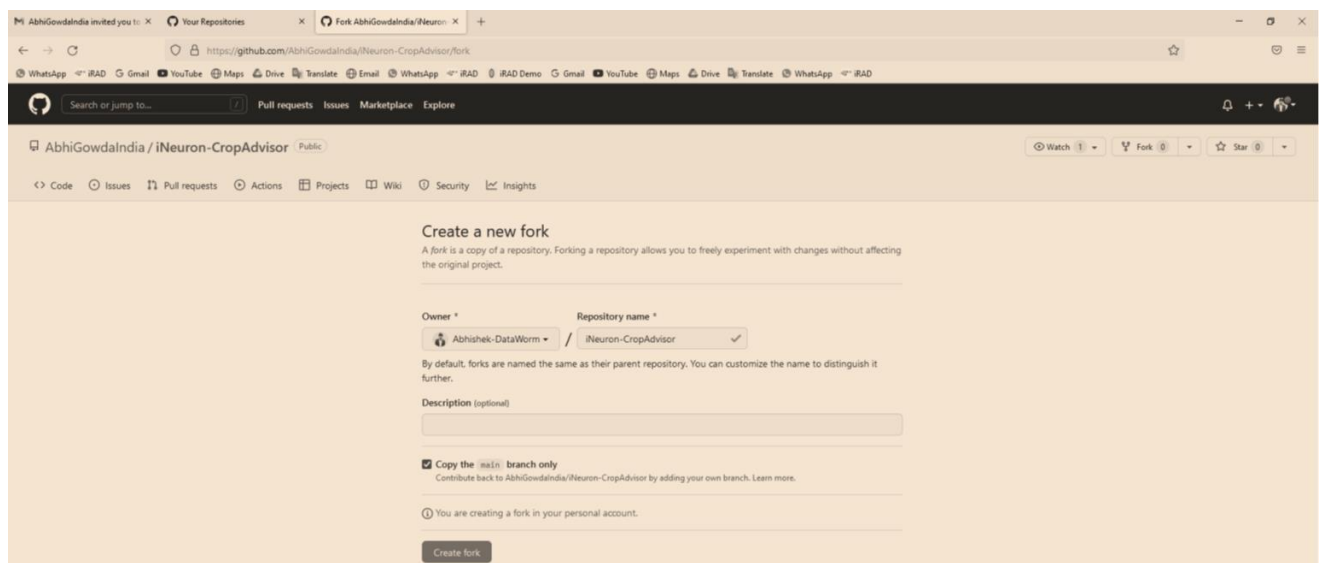 AbhiGowdaIndia invited you to × Your Repositories × Fork AbhiGowdaIndia/iNeuron- × +
https://github.com/AbhiGowdaIndia/iNeuron-CropAdvisor/fork
WhatsApp iRAD Gmail YouTube Maps Drive Translate Email WhatsApp iRAD iRAD Demo Gmail YouTube Maps Drive Translate WhatsApp iRAD
Search or jump to... / Pull requests Issues Marketplace Explore
AbhiGowdaIndia / iNeuron-CropAdvisor Public Watch 1 Fork 0 Star 0
Code Issues Pull requests Actions Projects Wiki Security Insights
Create a new fork
A fork is a copy of a repository. Forking a repository allows you to freely experiment with changes without affecting
the original project.
Owner * Repository name *
Abhishek-DataWorm / iNeuron-CropAdvisor
By default, forks are named the same as their parent repository. You can customize the name to distinguish it
further.
Description (optional)
Copy the main branch only
Contribute back to AbhiGowdaIndia/iNeuron-CropAdvisor by adding your own branch. Learn more.
You are creating a fork in your personal account.
Create fork